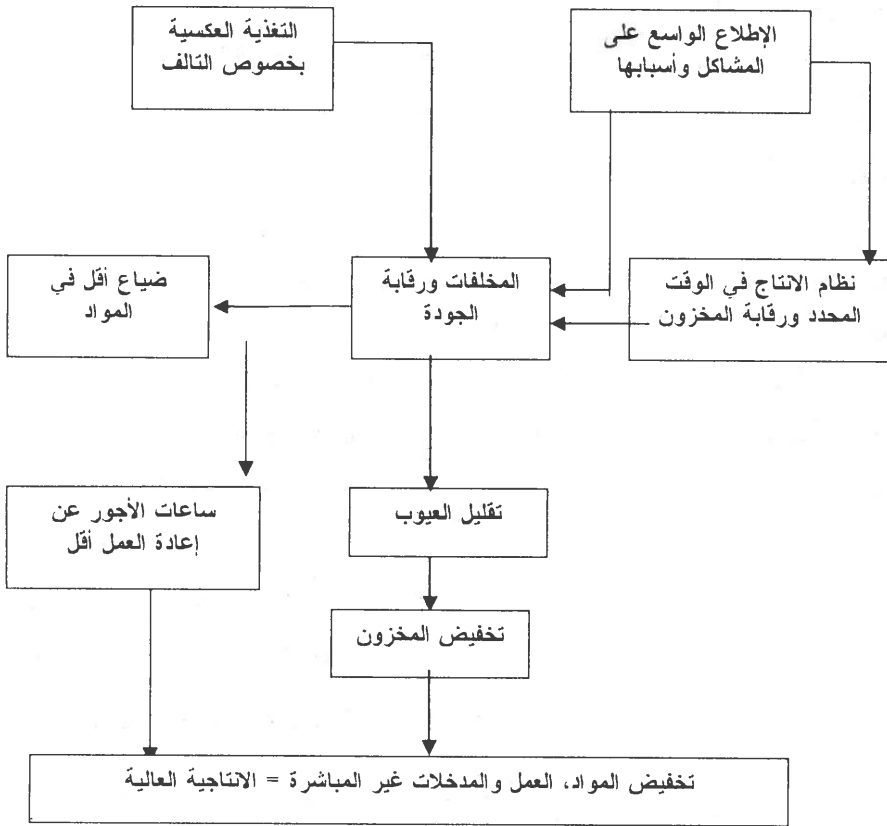 الإطلاع الواسع على
المشاكل وأسبابها
التغذية العكسية
بخصوص التالف
نظام الانتاج في الوقت
المحدد ورقابة المخزون
المخلفات ورقابة
الجودة
ضياع أقل في
المواد
تقليل العيوب
ساعات الأجور عن
إعادة العمل أقل
تخفيض المخزون
تخفيض المواد، العمل والمدخلات غير المباشرة = الانتاجية العالية